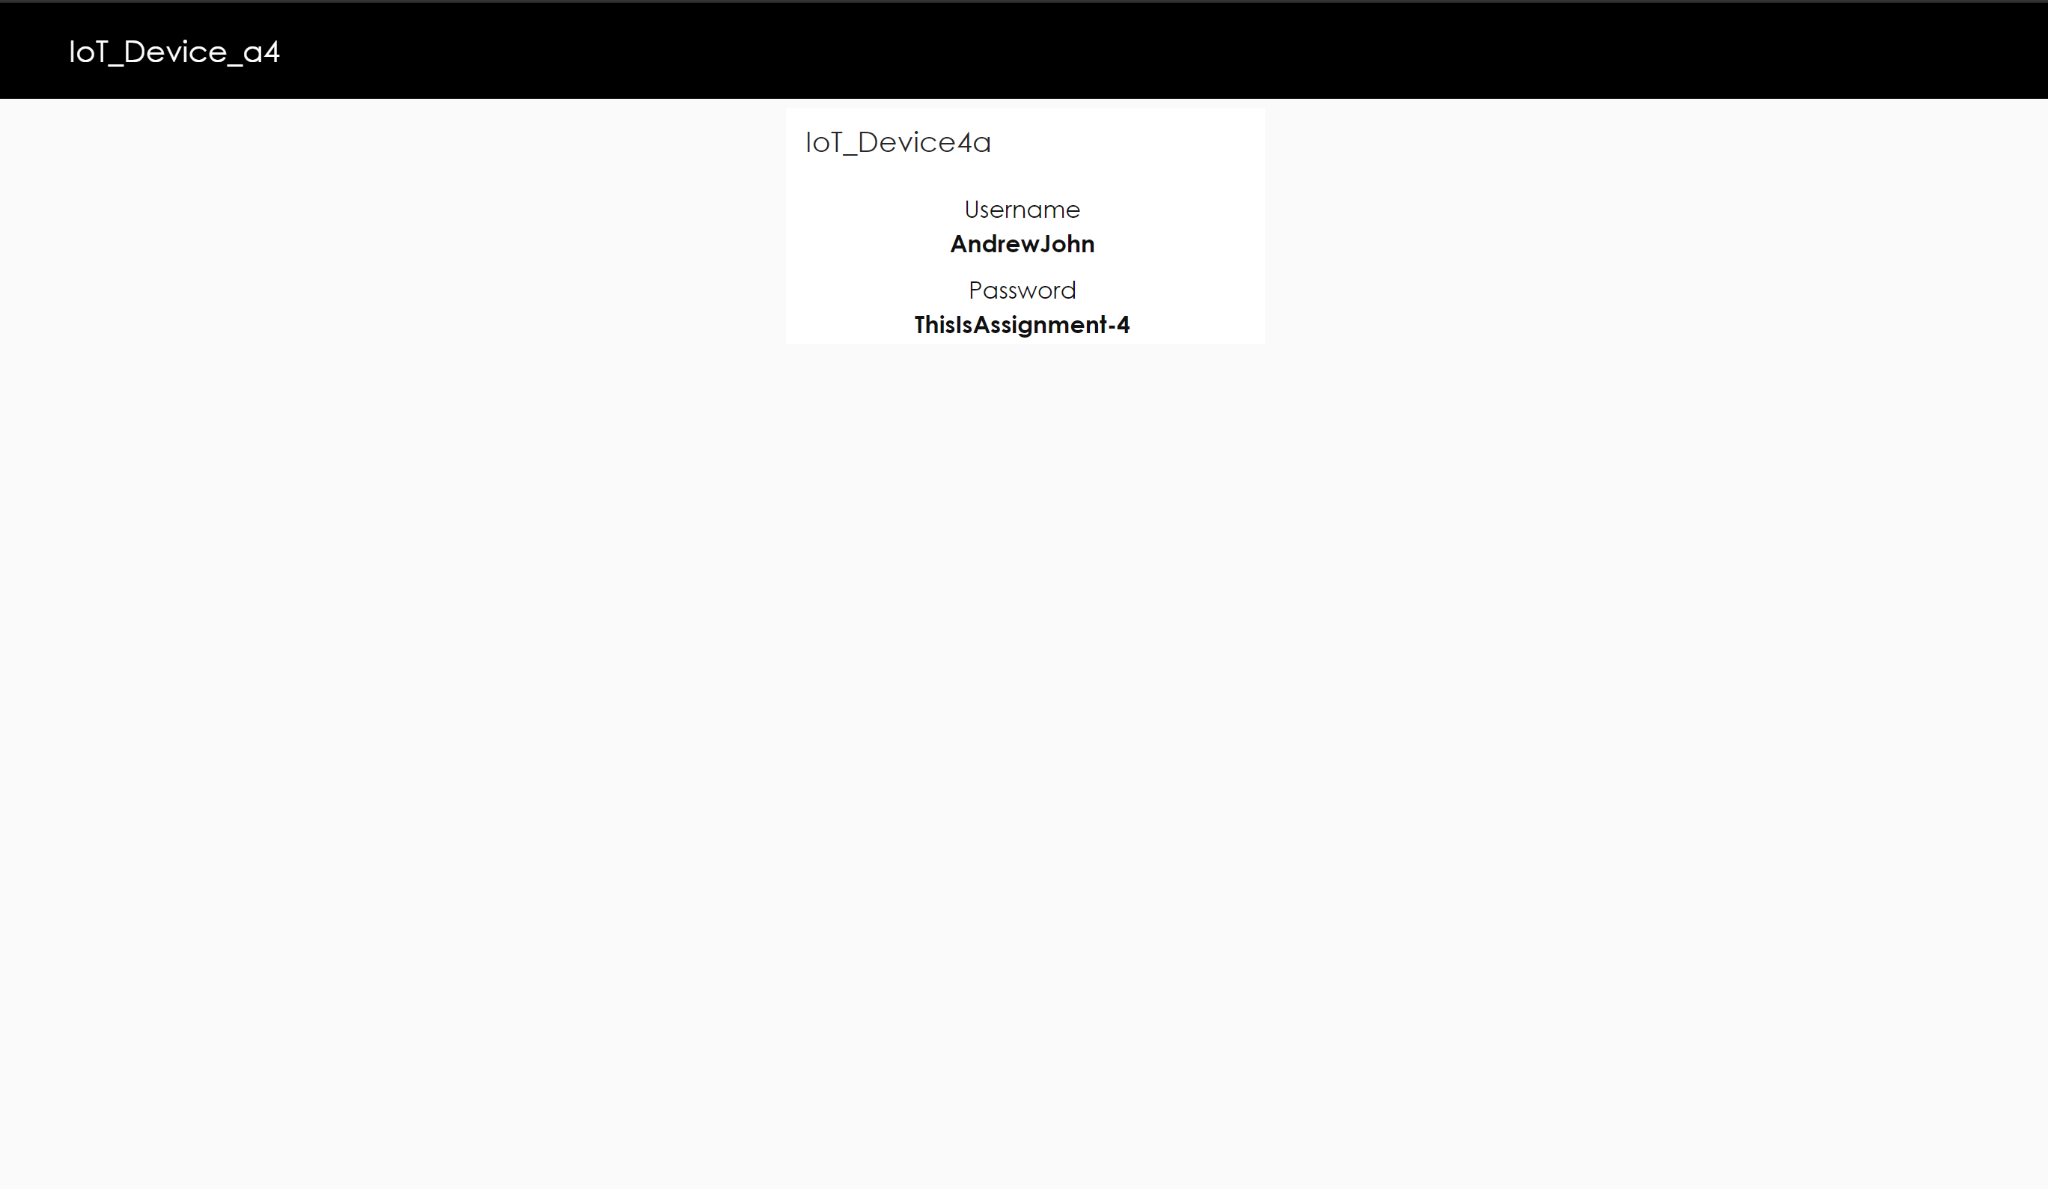 IoT_Device_a4
IoT_Device4a
Username
AndrewJohn
Password
ThisIsAssignment-4